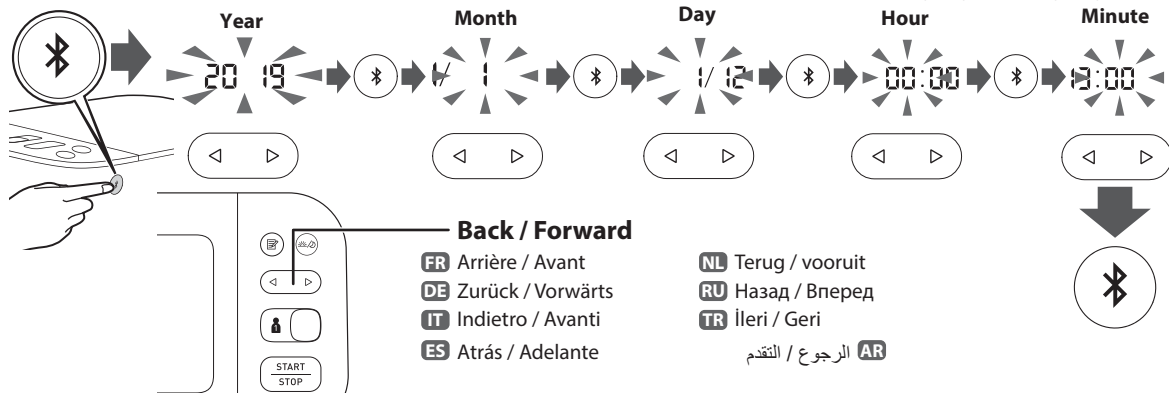 Year
Month
Day
Hour
Minute
20 19
1/ 1
1/ 12
00:00
13:00
Back / Forward
FR Arrière / Avant
DE Zurück / Vorwärts
IT Indietro / Avanti
ES Atrás / Adelante
NL Terug / vooruit
RU Назад / Вперед
TR İleri / Geri
AR الرجوع / التقدم
START
STOP